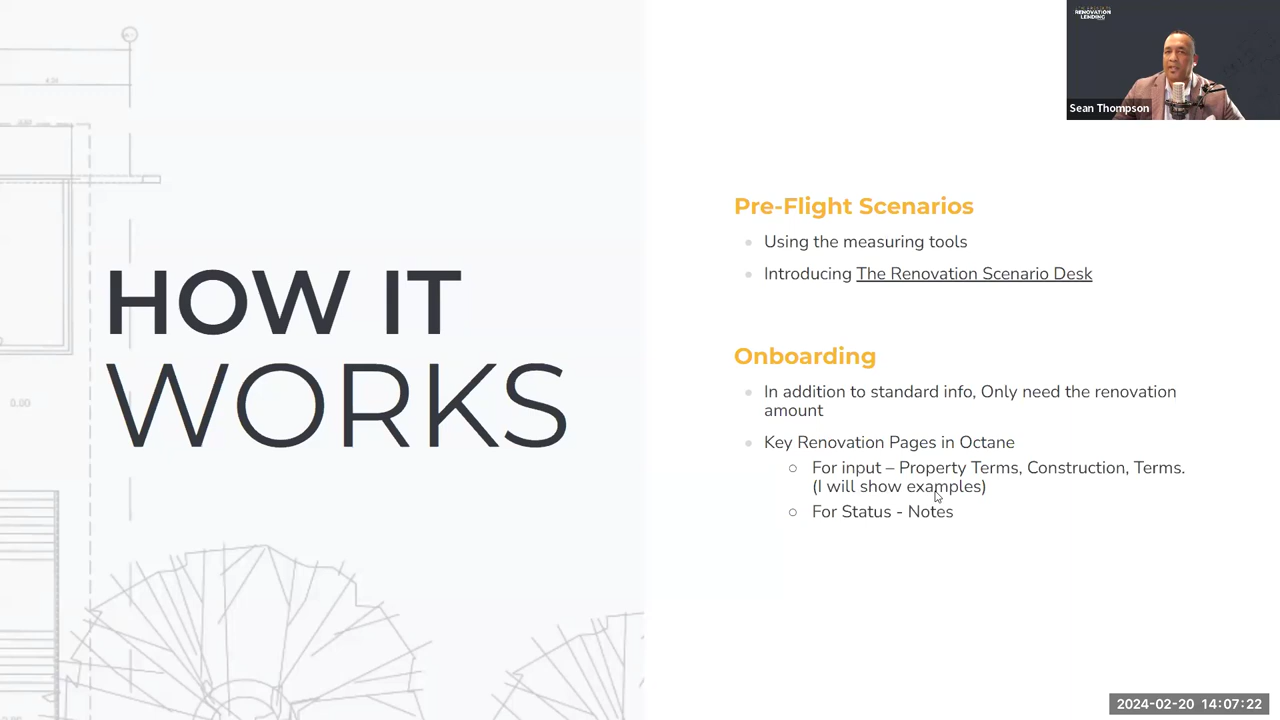 RENOVATION
LENDING
Sean Thompson
HOW IT
WORKS
Pre-Flight Scenarios
Using the measuring tools
Introducing The Renovation Scenario Desk
Onboarding
In addition to standard info, Only need the renovation
amount
Key Renovation Pages in Octane
For input – Property Terms, Construction, Terms.
(I will show examples)
For Status - Notes
0.00
2024-02-20 14:07:22